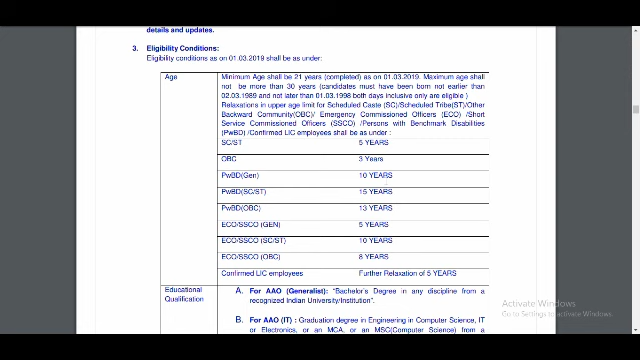 details and updates.
3. Eligibility Conditions:
Eligibility conditions as on 01.03.2019 shall be as under:
Age
Minimum Age shall be 21 years (completed) as on 01.03.2019. Maximum age shall
not be more than 30 years (candidates must have been born not earlier than
02.03.1989 and not later than 01.03.1998 both days inclusive only are eligible )
Relaxations in upper age limit for Scheduled Caste (SC)/Scheduled Tribe(ST)/Other
Backward Community(OBC)/ Emergency Commissioned Officers (ECO) /Short
Service Commissioned Officers (SSCO) /Persons with Benchmark Disabilities
(PwBD) /Confirmed LIC employees shall be as under :
SC/ST 5 YEARS
OBC 3 Years
PwBD(Gen) 10 YEARS
PwBD(SC/ST) 15 YEARS
PwBD(OBC) 13 YEARS
ECO/SSCO (GEN) 5 YEARS
ECO/SSCO (SC/ST) 10 YEARS
ECO/SSCO (OBC) 8 YEARS
Confirmed LIC employees Further Relaxation of 5 YEARS
Educational
Qualification
A. For AAO (Generalist): "Bachelor's Degree in any discipline from a
recognized Indian University/Institution".
B. For AAO (IT) : Graduation degree in Engineering in Computer Science, IT
or Electronics, or an MCA, or an MSC(Computer Science) from a
Activate Windows
Go to Settings to activate Windows.